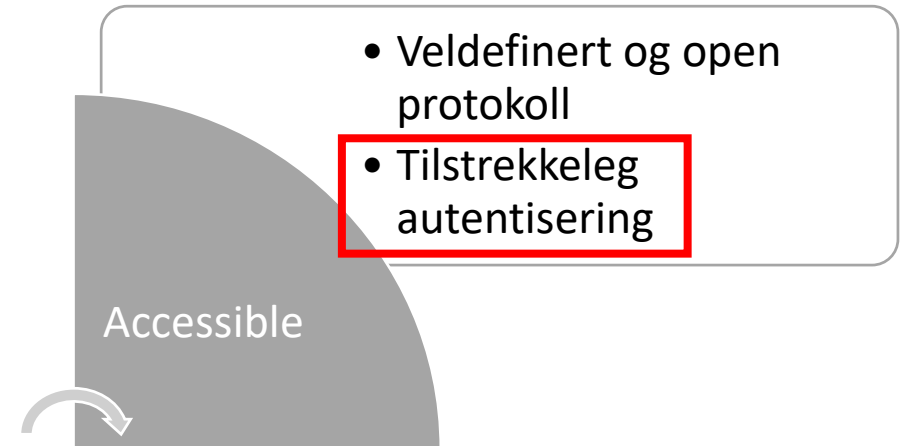 • Veldefinert og open
protokoll
• Tilstrekkeleg
autentisering
Accessible